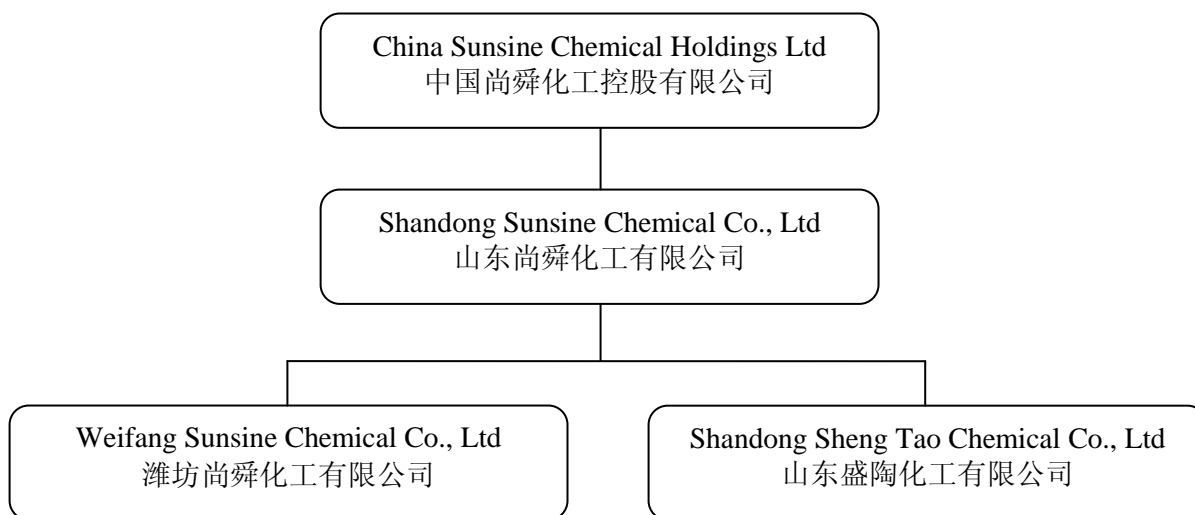 China Sunsine Chemical Holdings Ltd
中国尚舜化工控股有限公司
Shandong Sunsine Chemical Co., Ltd
山东尚舜化工有限公司
Weifang Sunsine Chemical Co., Ltd
潍坊尚舜化工有限公司
Shandong Sheng Tao Chemical Co., Ltd
山东盛陶化工有限公司